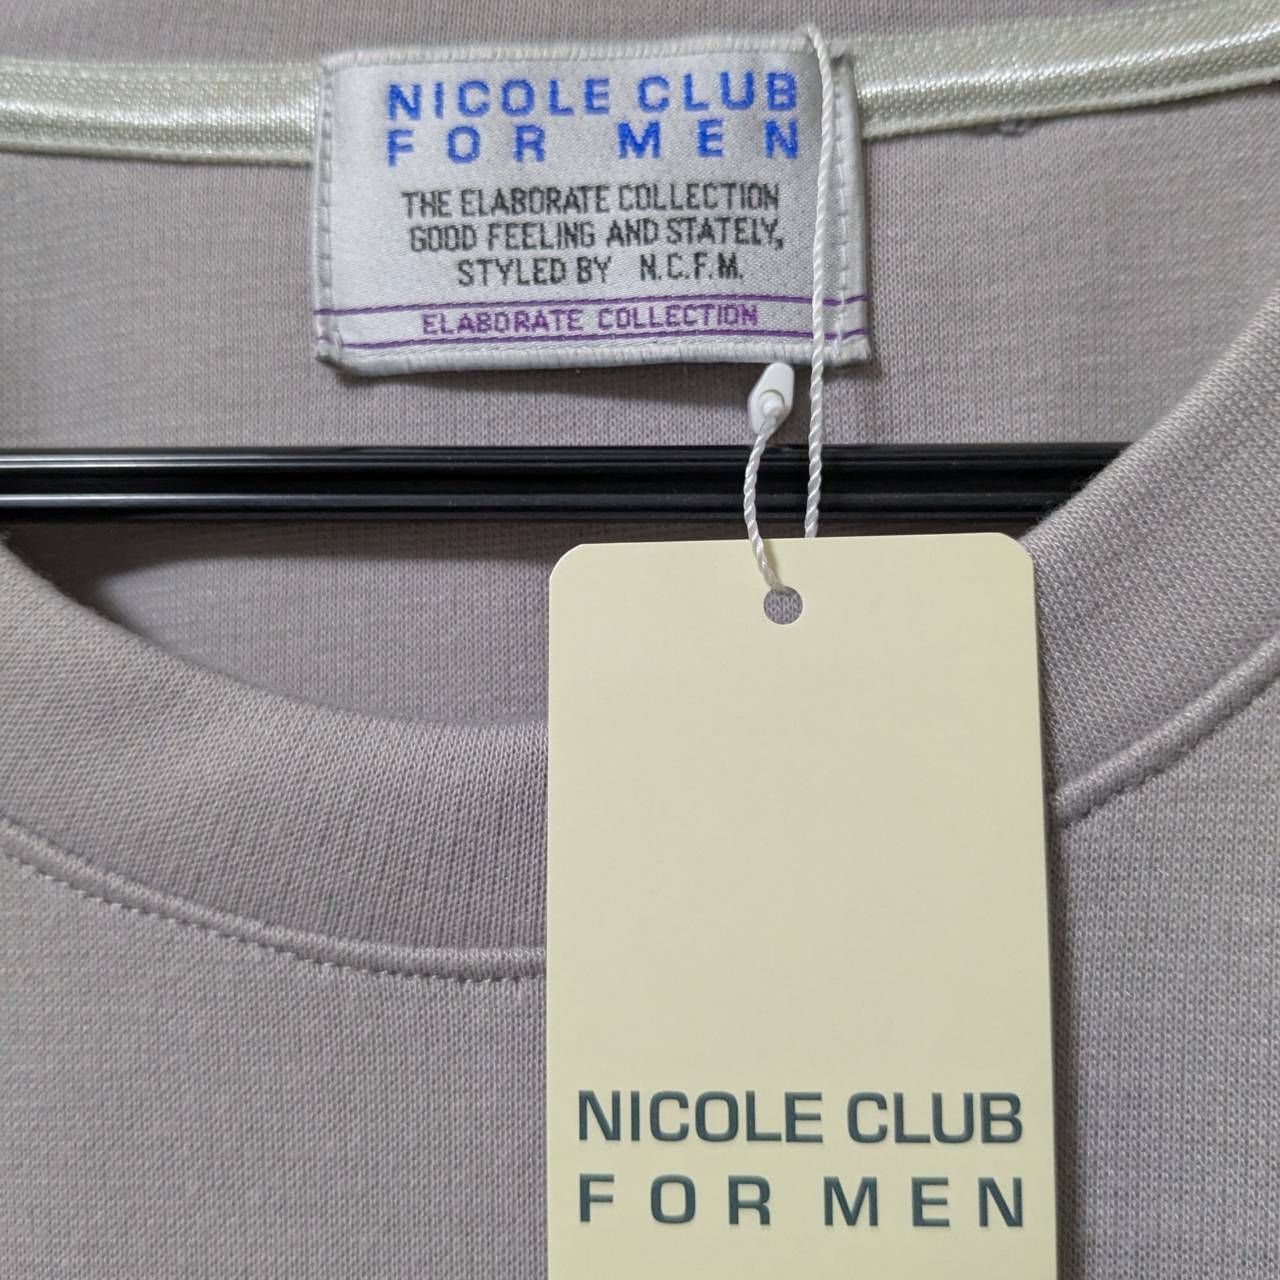 NICOLE CLUB
FOR MEN
THE ELABORATE COLLECTION
GOOD FEELING AND STATELY,
STYLED BY N.C.F.M.
ELABORATE COLLECTION
NICOLE CLUB
FOR MEN